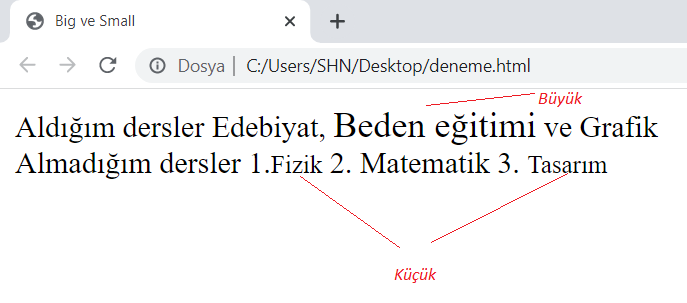 Big ve Small
Dosya | C:/Users/SHN/Desktop/deneme.html
Büyük
Aldığım dersler Edebiyat, Beden eğitimi ve Grafik
Almadığım dersler 1.Fizik 2. Matematik 3. Tasarım
Küçük